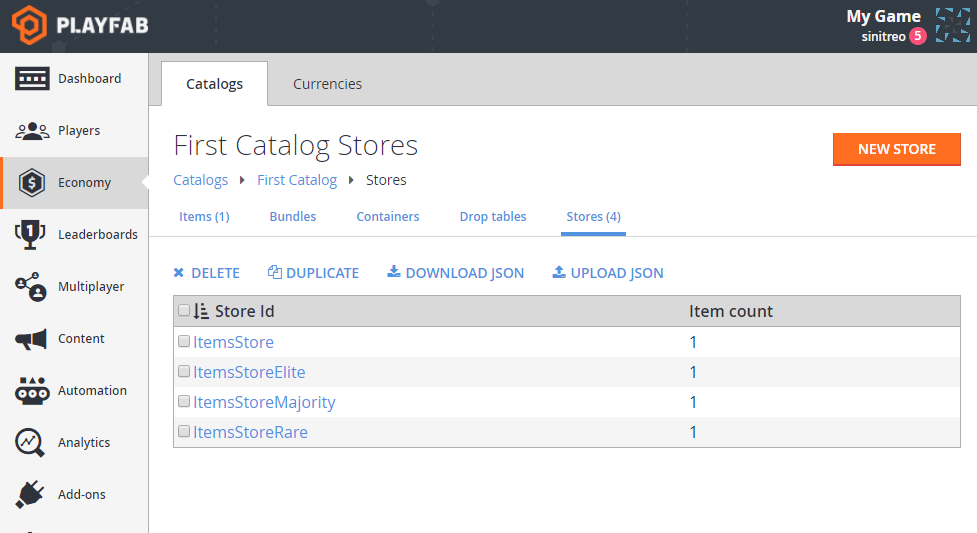 PLAYFAB
My Game
sinitreo 5
Dashboard
Players
Economy
Leaderboards
Multiplayer
Content
Automation
Analytics
Add-ons
Catalogs Currencies
First Catalog Stores
NEW STORE
Catalogs First Catalog Stores
Items (1) Bundles Containers Drop tables Stores (4)
DELETE DUPLICATE DOWNLOAD JSON UPLOAD JSON
Store Id Item count
ItemsStore 1
ItemsStoreElite 1
ItemsStoreMajority 1
ItemsStoreRare 1